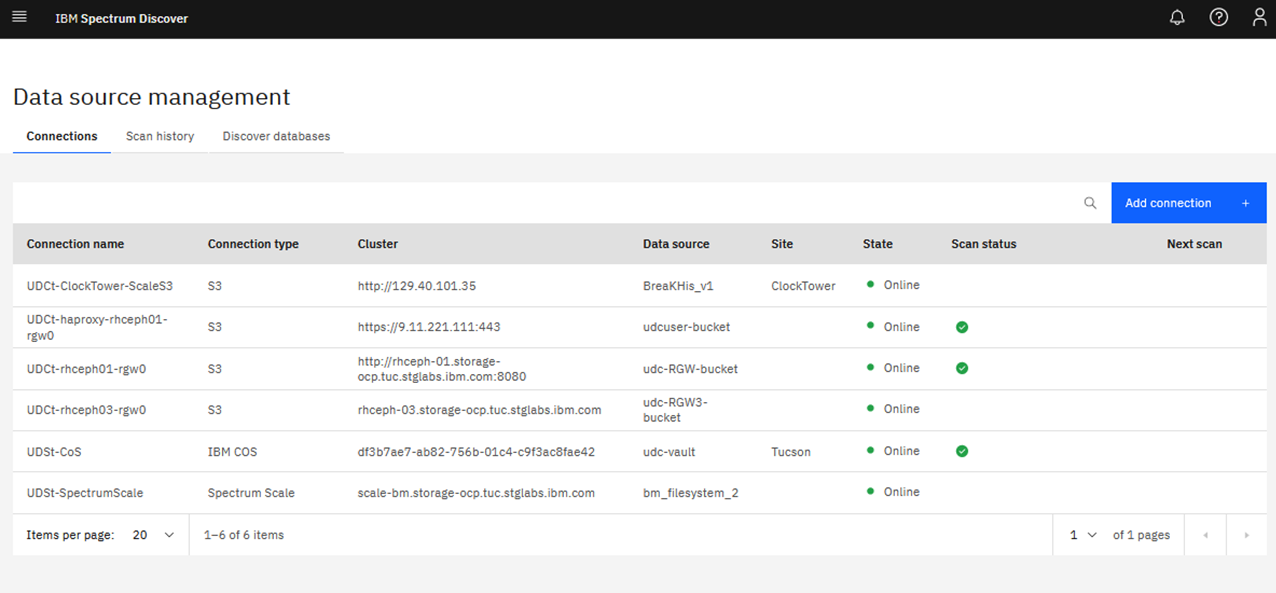 IBM Spectrum Discover
Data source management
Connections Scan history Discover databases
Add connection +
Connection name Connection type Cluster Data source Site State Scan status Next scan
UDCt-ClockTower-ScaleS3 S3 http://129.40.101.35 BreaKHis_v1 ClockTower Online
UDCt-haproxy-rhceph01-
rgw0 S3 https://9.11.221.111:443 udcuser-bucket Online
UDCt-rhceph01-rgw0 S3 http://rhceph-01.storage-
ocp.tuc.stglabs.ibm.com:8080 udc-RGW-bucket Online
UDCt-rhceph03-rgw0 S3 rhceph-03.storage-ocp.tuc.stglabs.ibm.com udc-RGW3-
bucket Online
UDSt-CoS IBM COS df3b7ae7-ab82-756b-01c4-c9f3ac8fae42 udc-vault Tucson Online
UDSt-SpectrumScale Spectrum Scale scale-bm.storage-ocp.tuc.stglabs.ibm.com bm_filesystem_2 Online
Items per page: 20 1–6 of 6 items 1 of 1 pages